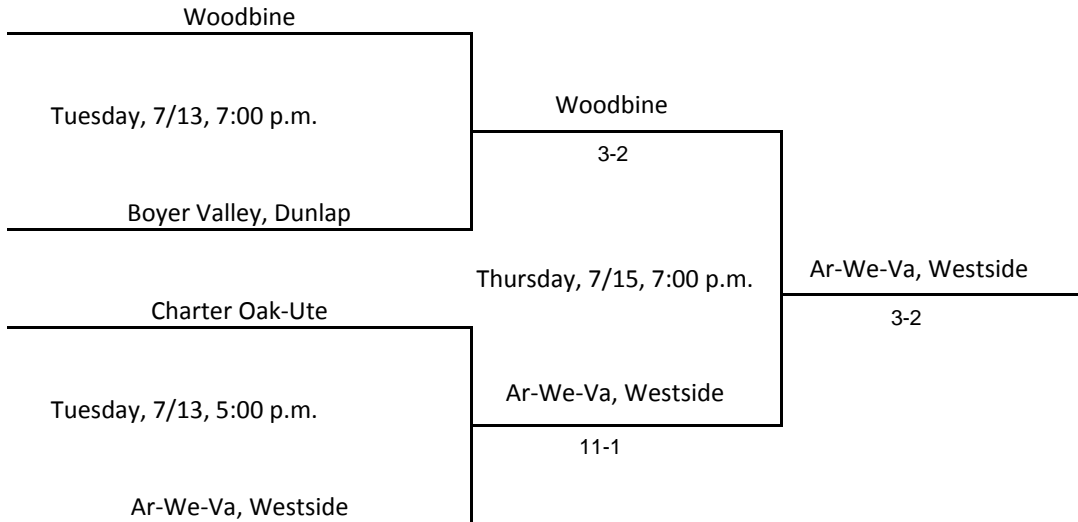 Woodbine
Tuesday, 7/13, 7:00 p.m.
Woodbine
3-2
Boyer Valley, Dunlap
Thursday, 7/15, 7:00 p.m.
Ar-We-Va, Westside
3-2
Charter Oak-Ute
Tuesday, 7/13, 5:00 p.m.
Ar-We-Va, Westside
11-1
Ar-We-Va, Westside